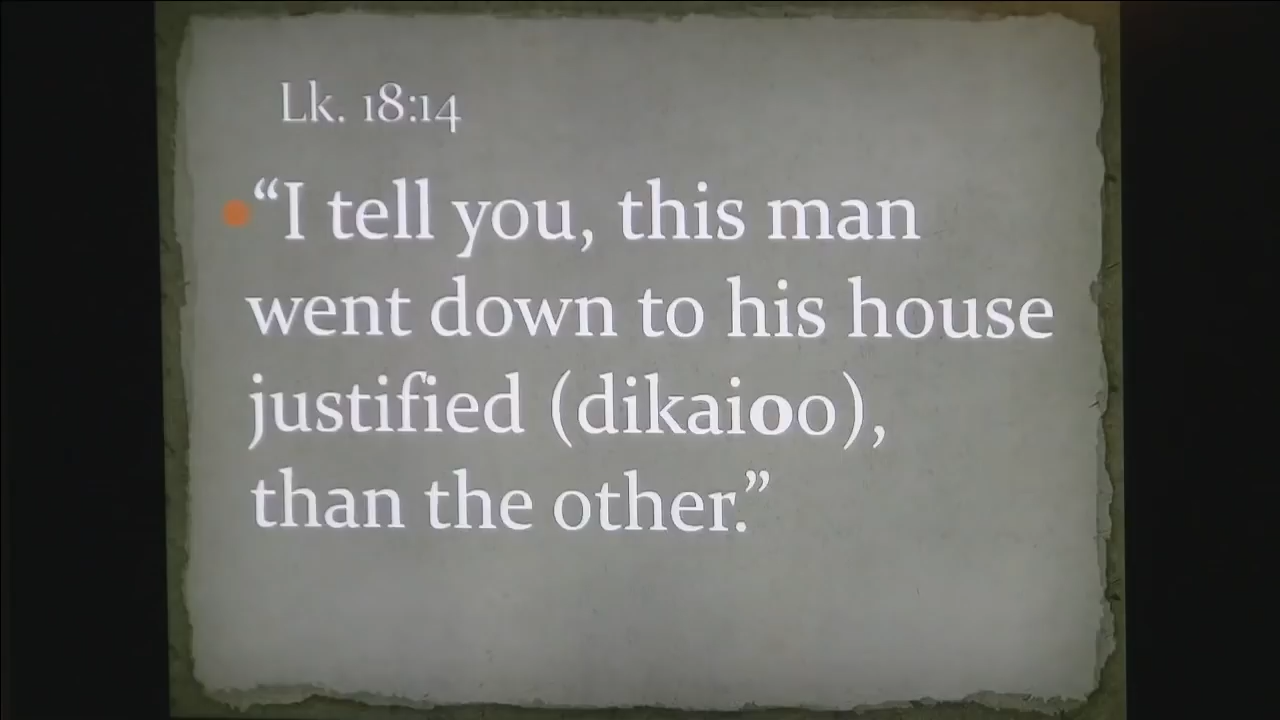 Lk. 18:14
“I tell you, this man
went down to his house
justified (dikaioo),
than the other.”